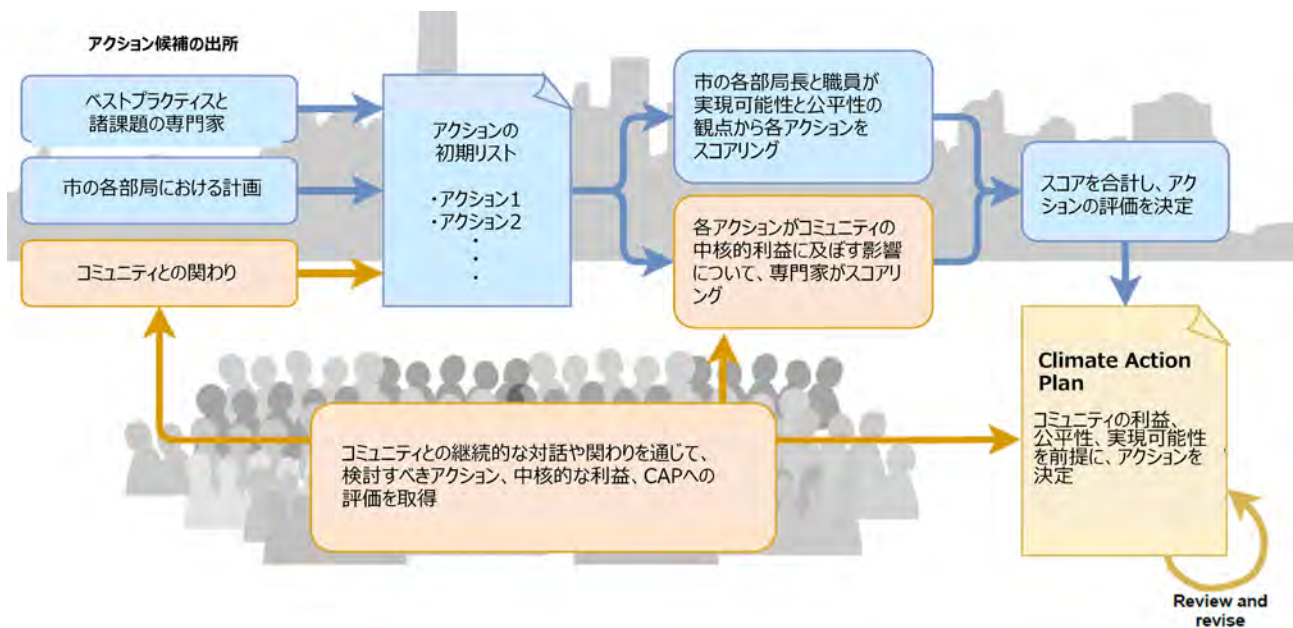 アクション候補の出所
ベストプラクティスと
諸課題の専門家
市の各部局における計画
コミュニティとの関わり
アクションの
初期リスト
・アクション1
・アクション2
・
・
・
・
市の各部局長と職員が
実現可能性と公平性の
観点から各アクションを
スコアリング
各アクションがコミュニティの
中核的利益に及ぼす影響
について、専門家がスコアリ
ング
スコアを合計し、アク
ションの評価を決定
Climate Action
Plan
コミュニティの利益、
公平性、実現可能性
を前提に、アクションを
決定
コミュニティとの継続的な対話や関わりを通じて、
検討すべきアクション、中核的な利益、CAPへの
評価を取得
Review and
revise